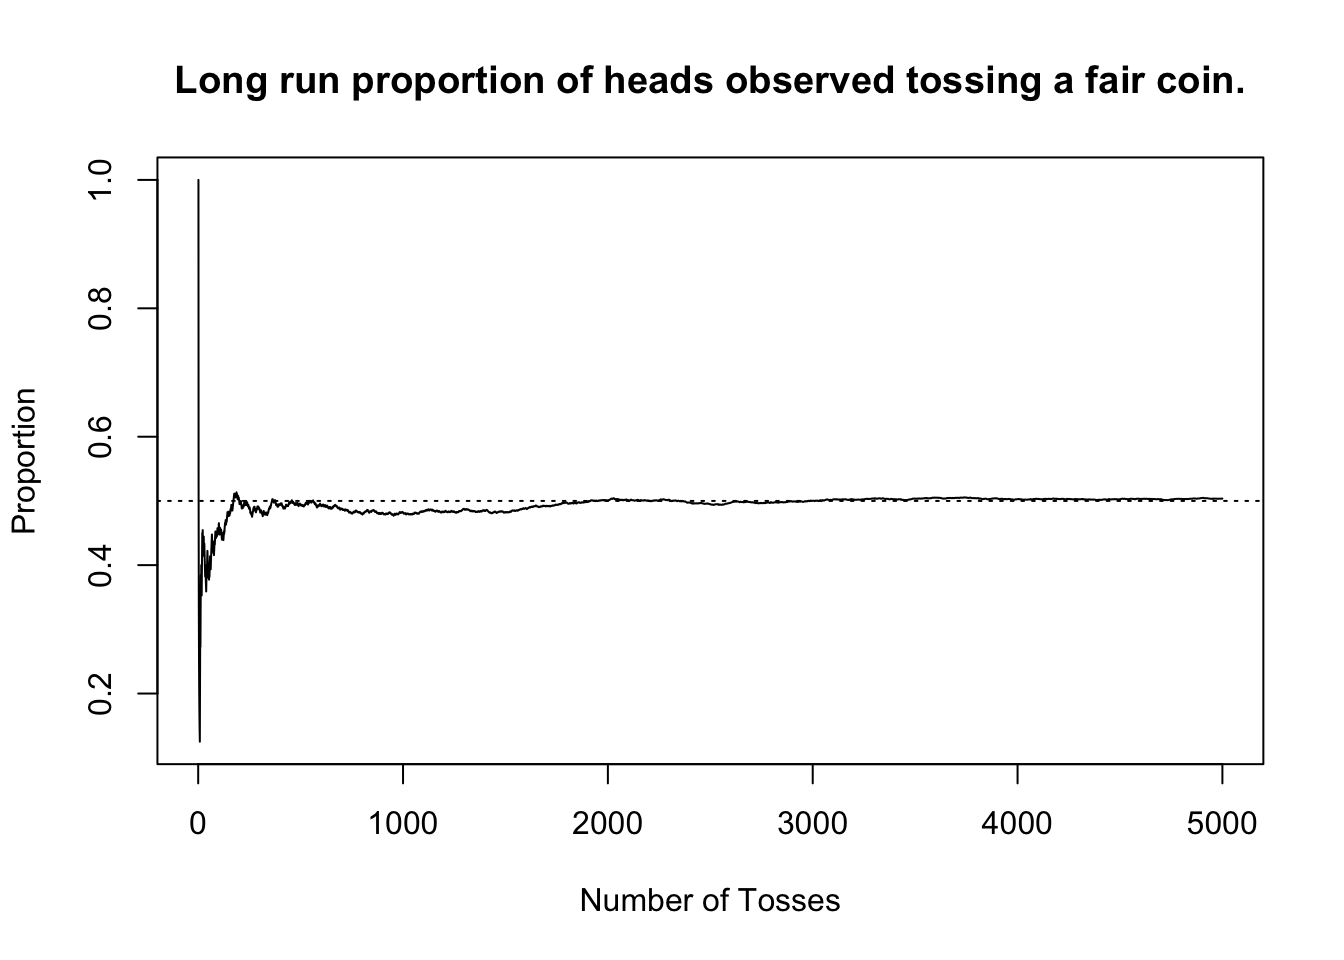 Long run proportion of heads observed tossing a fair coin.
1.0
0.8
0.6
0.4
0.2
Proportion
0 1000 2000 3000 4000 5000
Number of Tosses